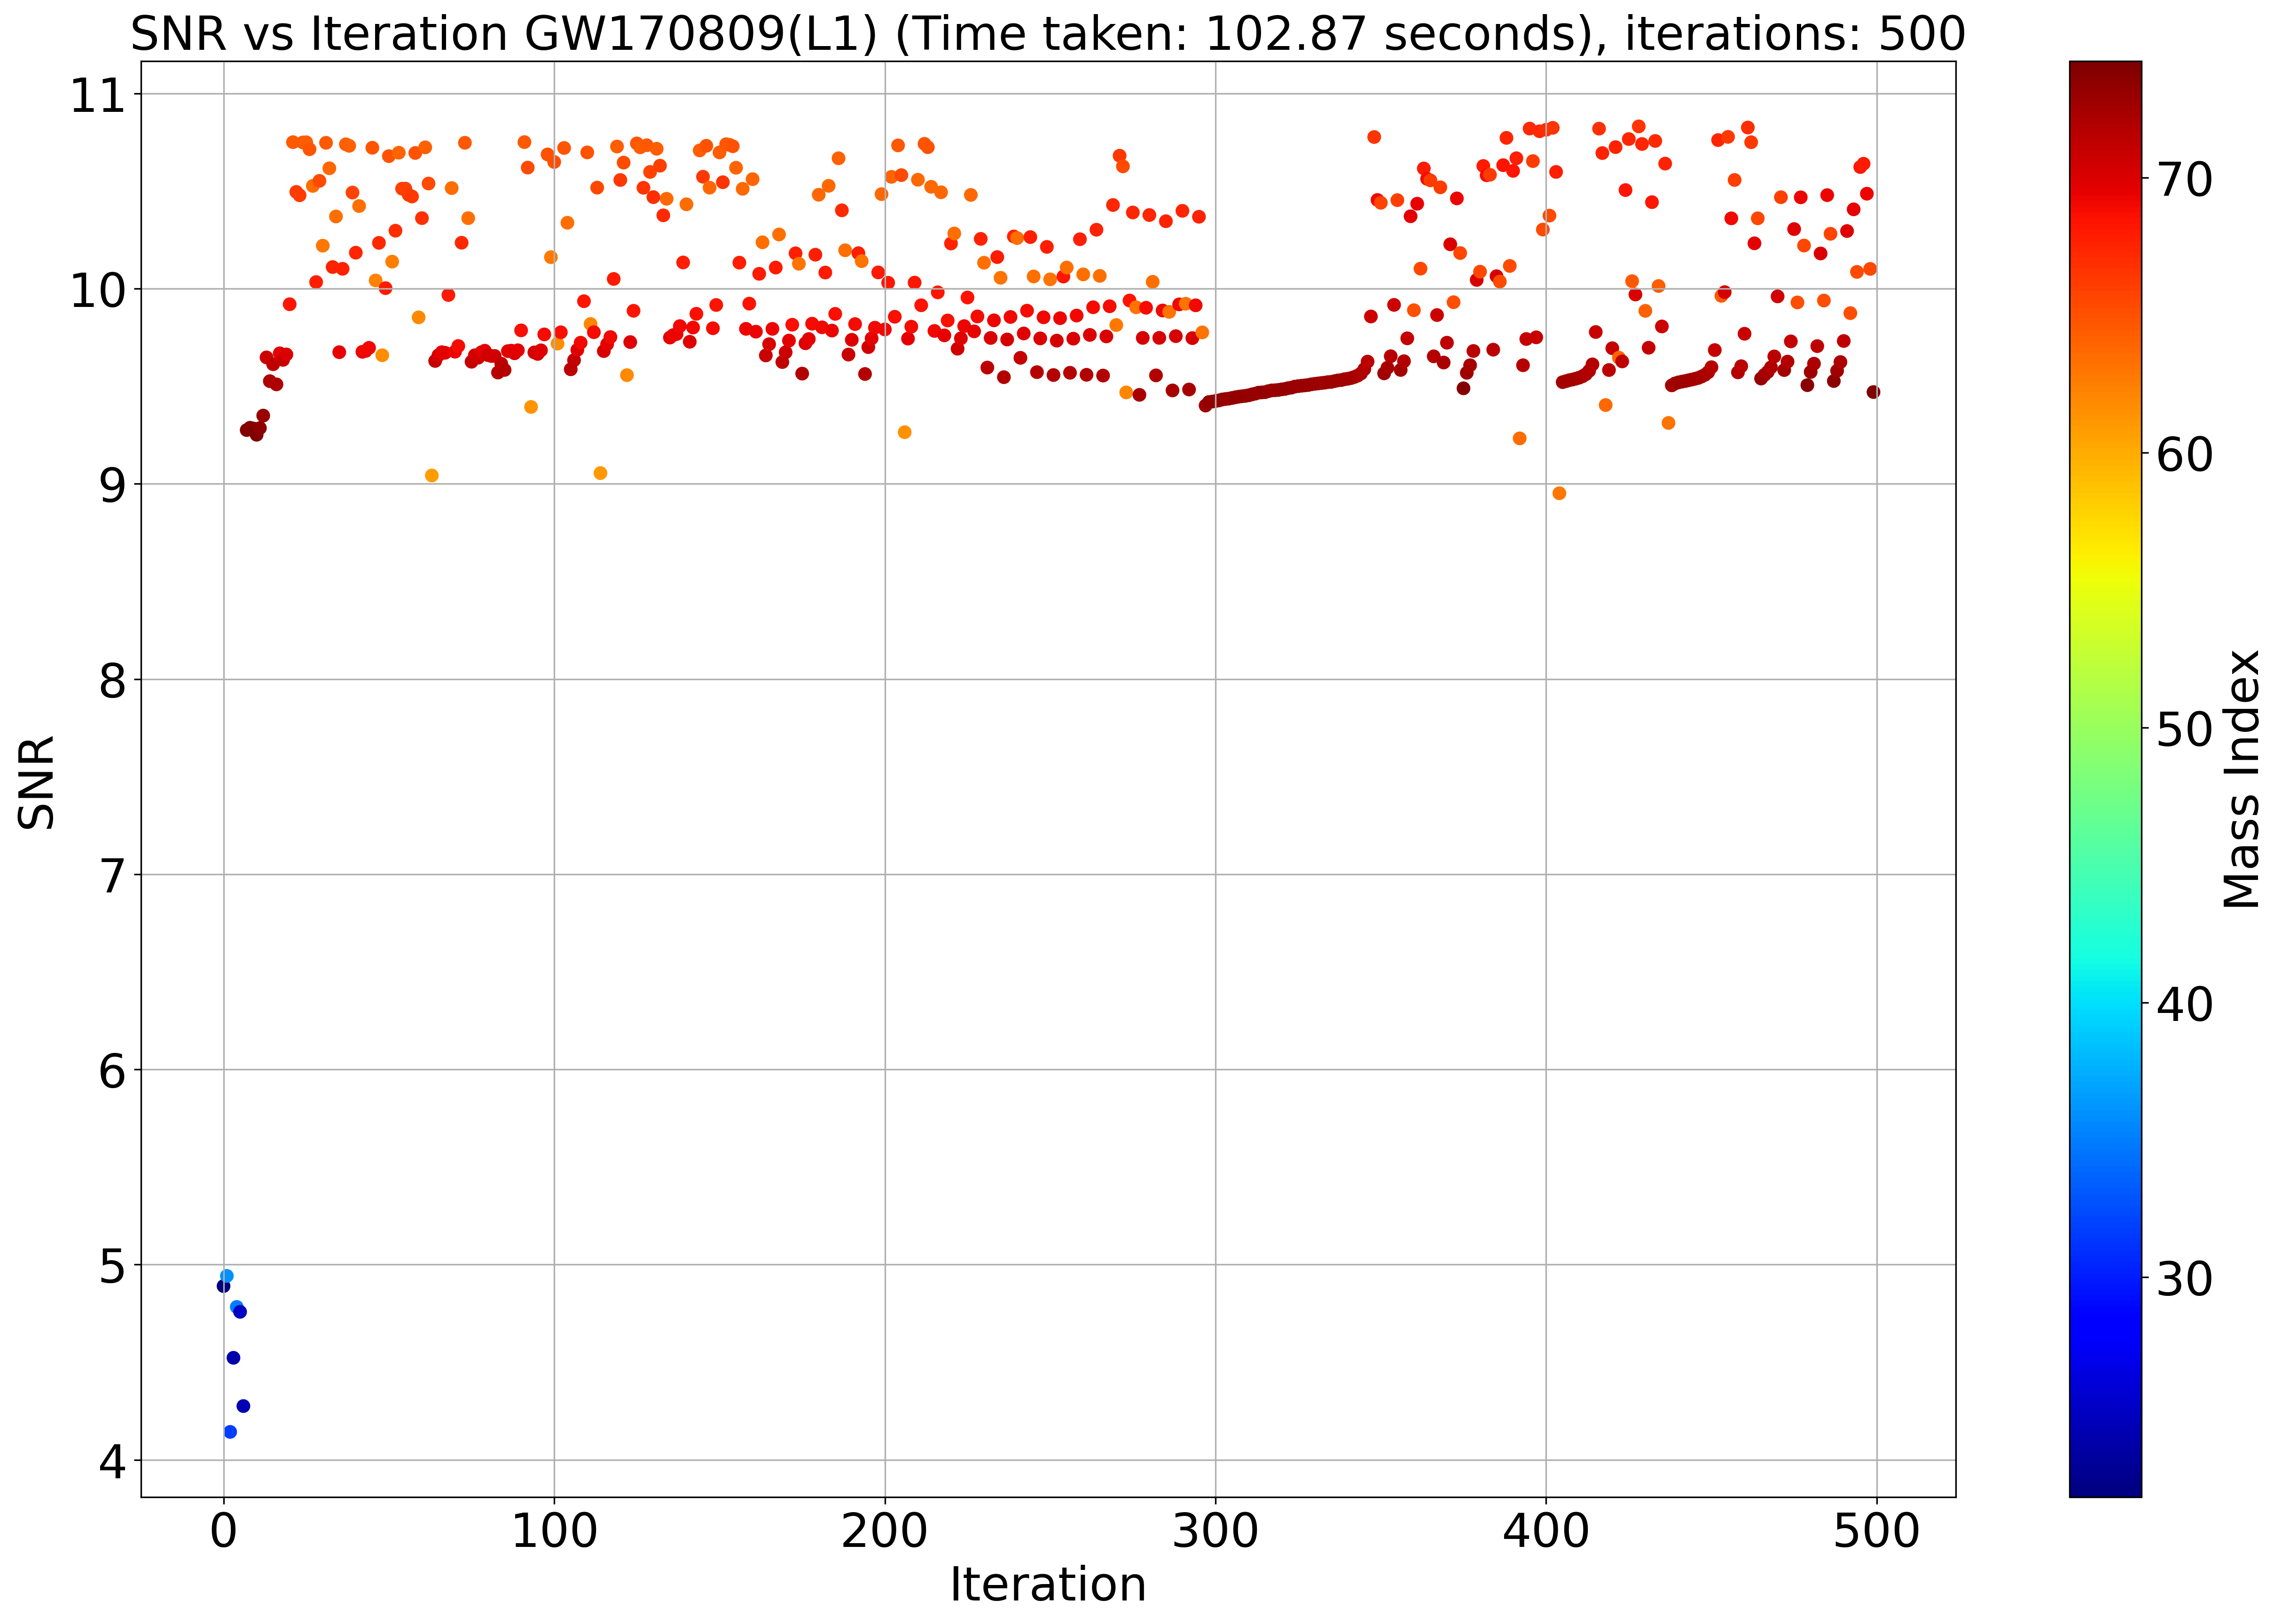 SNR vs Iteration GW170809(L1) (Time taken: 102.87 seconds), iterations: 500
11
10
9
8
7
6
5
4
SNR
0 100 200 300 400 500
Iteration
70
60
50
40
30
Mass Index